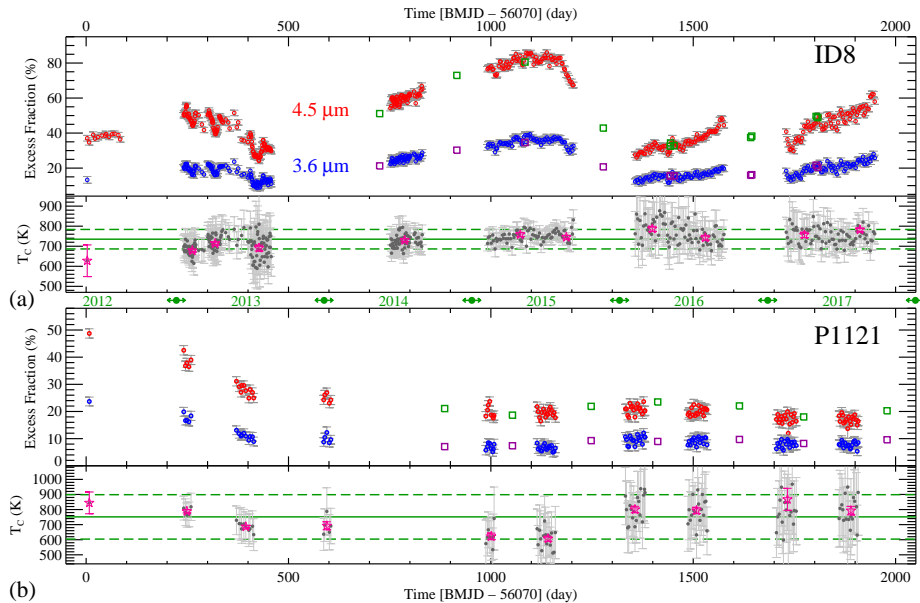 Time [BMJD − 56070] (day)
0 500 1000 1500 2000
ID8
80
60
40
20
Excess Fraction (%)
4.5 μm
3.6 μm
900
800
700
600
500
T_C (K)
(a)
2012 2013 2014 2015 2016 2017
P1121
50
40
30
20
10
0
Excess Fraction (%)
900
800
700
600
500
T_C (K)
(b)
0 500 1000 1500 2000
Time [BMJD − 56070] (day)